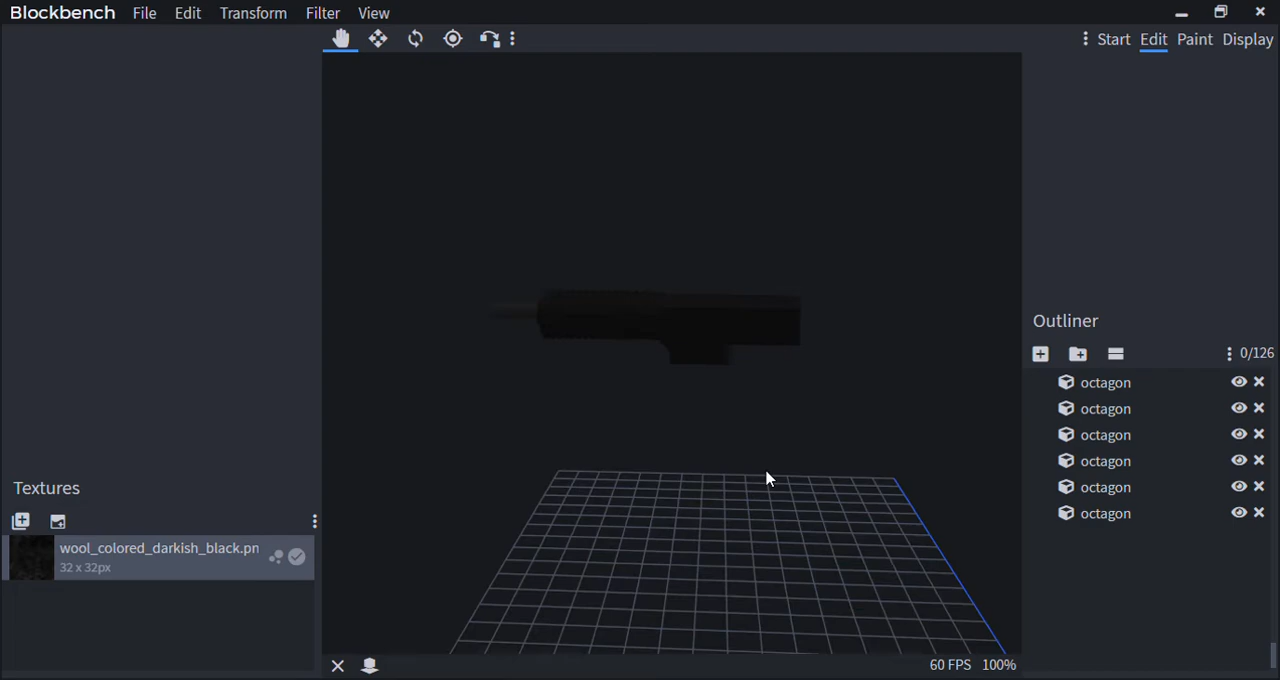 Blockbench File Edit Transform Filter View
Start Edit Paint Display
Outliner
0/126
octagon
octagon
octagon
octagon
octagon
octagon
Textures
wool_colored_darkish_black.pn
32 x 32px
60 FPS 100%